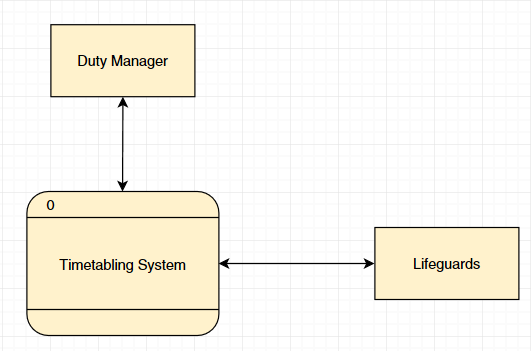 Duty Manager
0
Timetabling System
Lifeguards